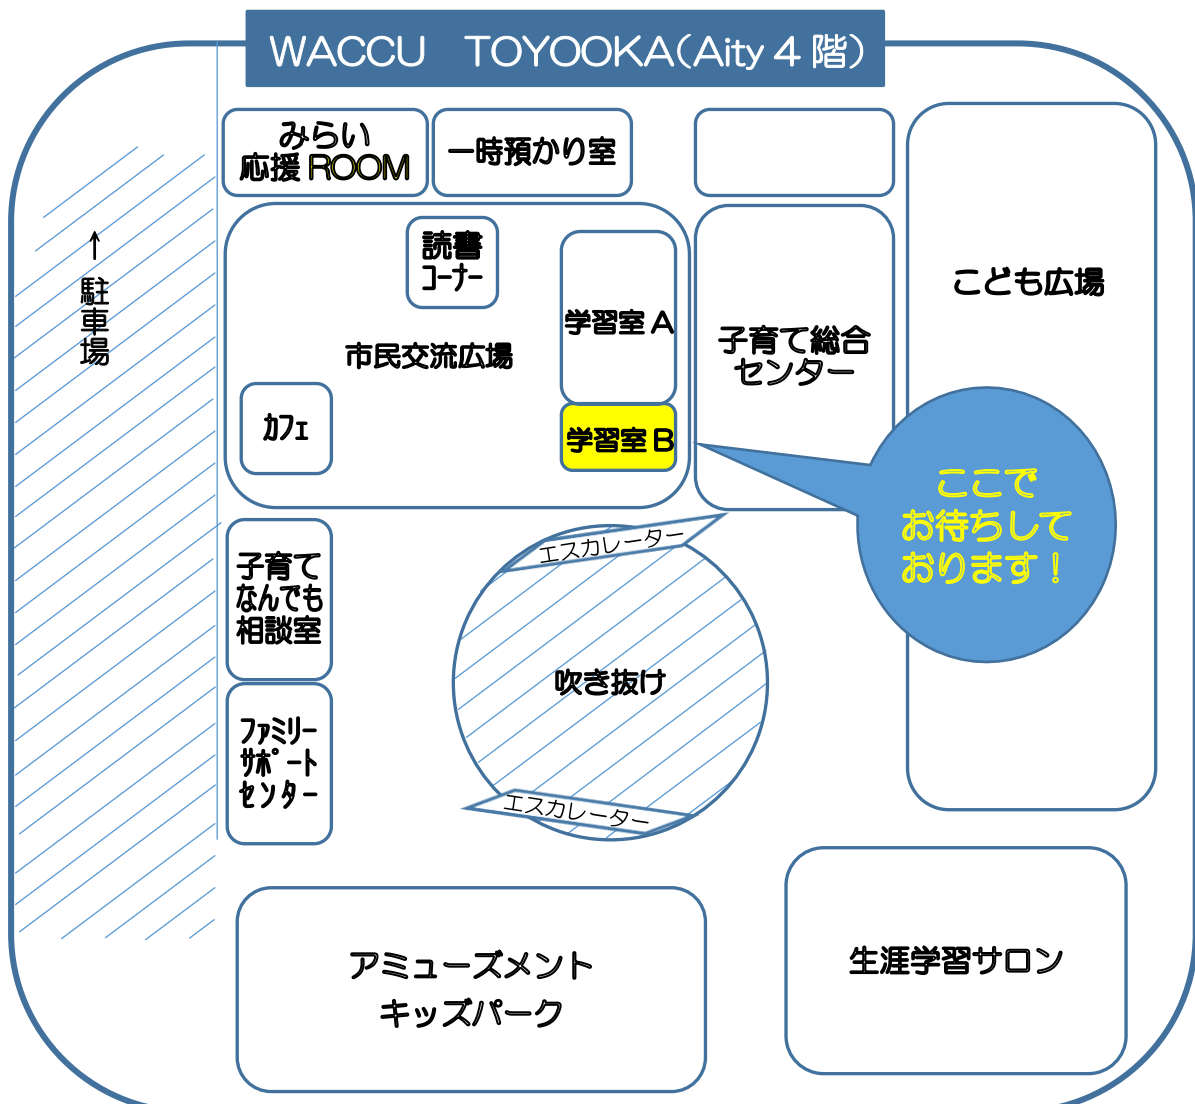 WACCU　TOYOOKA(Aity 4 階)
みらい
応援 ROOM
一時預かり室
読書
コーナー
学習室 A
市民交流広場
カフェ
学習室 B
子育て総合
センター
こども広場
↑
駐車場
ここで
お待ちして
おります！
子育て
なんでも
相談室
エスカレーター
吹き抜け
ファミリー
サポート
センター
エスカレーター
アミューズメント
キッズパーク
生涯学習サロン